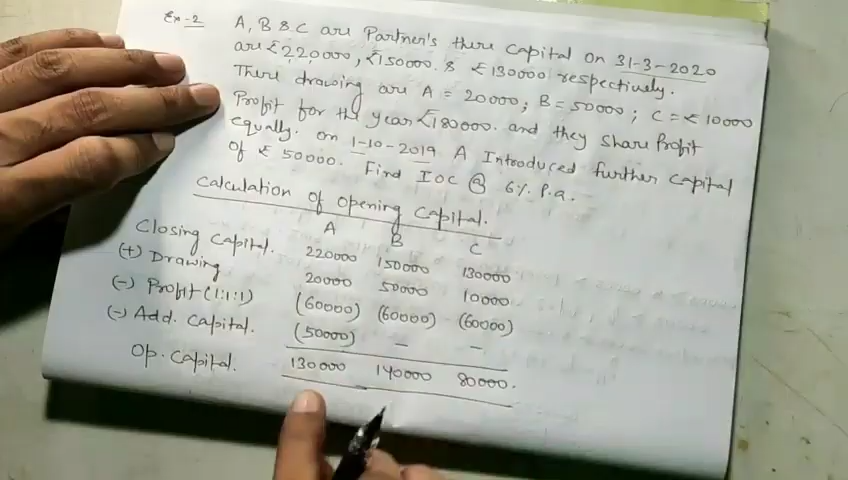 Ex-2 A, B & C are Partner's there Capital on 31-3-2020
are ₹220000, ₹150000. & ₹130000 respectively.
There drawing are A = 20000; B = 50000; C = ₹10000
Profit for the year ₹180000. and they share Profit
equally. on 1-10-2019 A Introduced further Capital
of ₹50000. Find IOC @ 6% P.a.
Calculation of opening Capital.
A B C
Closing Capital. 220000 150000 130000
(+) Drawing 20000 50000 10000
(-) Profit (1:1:1) (60000) (60000) (60000)
(-) Add. Capital. (50000) - -
Op. Capital. 130000 140000 80000.